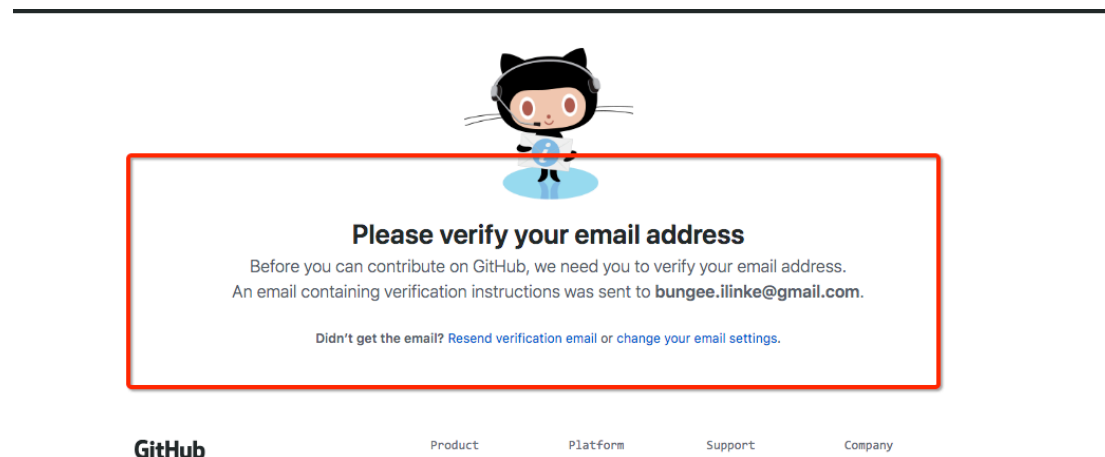 Please verify your email address
Before you can contribute on GitHub, we need you to verify your email address.
An email containing verification instructions was sent to bungee.ilinke@gmail.com.
Didn't get the email? Resend verification email or change your email settings.
GitHub Product Platform Support Company